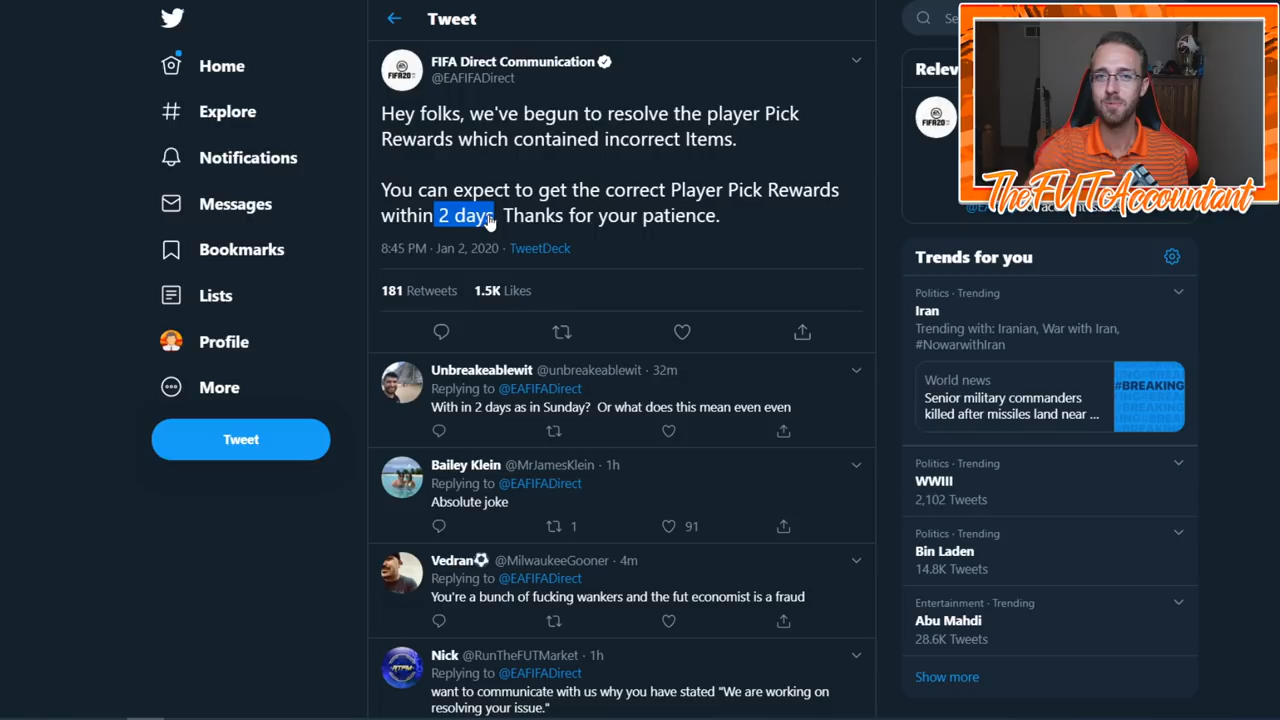 Home
Explore
Notifications
Messages
Bookmarks
Lists
Profile
More
Tweet
Tweet
FIFA Direct Communication
@EAFIFADirect
Hey folks, we've begun to resolve the player Pick
Rewards which contained incorrect Items.
You can expect to get the correct Player Pick Rewards
within 2 days. Thanks for your patience.
8:45 PM · Jan 2, 2020 · TweetDeck
181 Retweets 1.5K Likes
Unbreakeablewit @unbreakeablewit · 32m
Replying to @EAFIFADirect
With in 2 days as in Sunday? Or what does this mean even even
Bailey Klein @MrJamesKlein · 1h
Replying to @EAFIFADirect
Absolute joke
1 91
Vedran⚽ @MilwaukeeGooner · 4m
Replying to @EAFIFADirect
You're a bunch of fucking wankers and the fut economist is a fraud
Nick @RunTheFUTMarket · 1h
Replying to @EAFIFADirect
want to communicate with us why you have stated "We are working on
resolving your issue."
TheFUTAccountant
Trends for you
Politics · Trending
Iran
Trending with: Iranian, War with Iran,
#NowarwithIran
World news
Senior military commanders
killed after missiles land near ...
#BREAKING
Politics · Trending
WWIII
2,102 Tweets
Politics · Trending
Bin Laden
14.8K Tweets
Entertainment · Trending
Abu Mahdi
28.6K Tweets
Show more